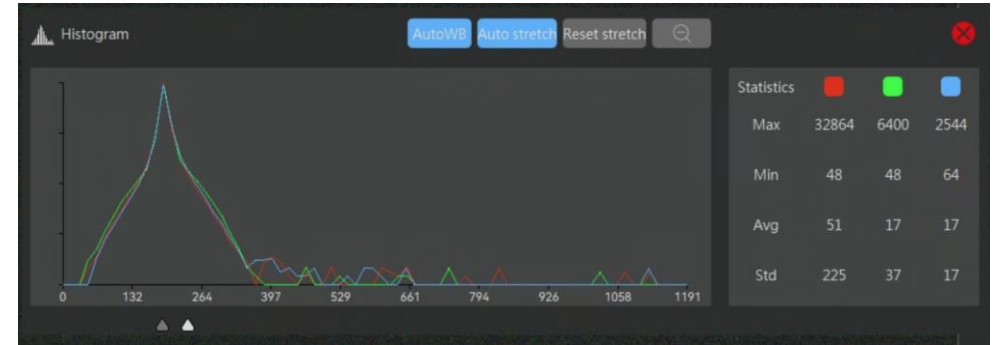 Histogram
AutoWB Auto stretch Reset stretch
Statistics
Max 32864 6400 2544
Min 48 48 64
Avg 51 17 17
Std 225 37 17
0 132 264 397 529 661 794 926 1058 1191